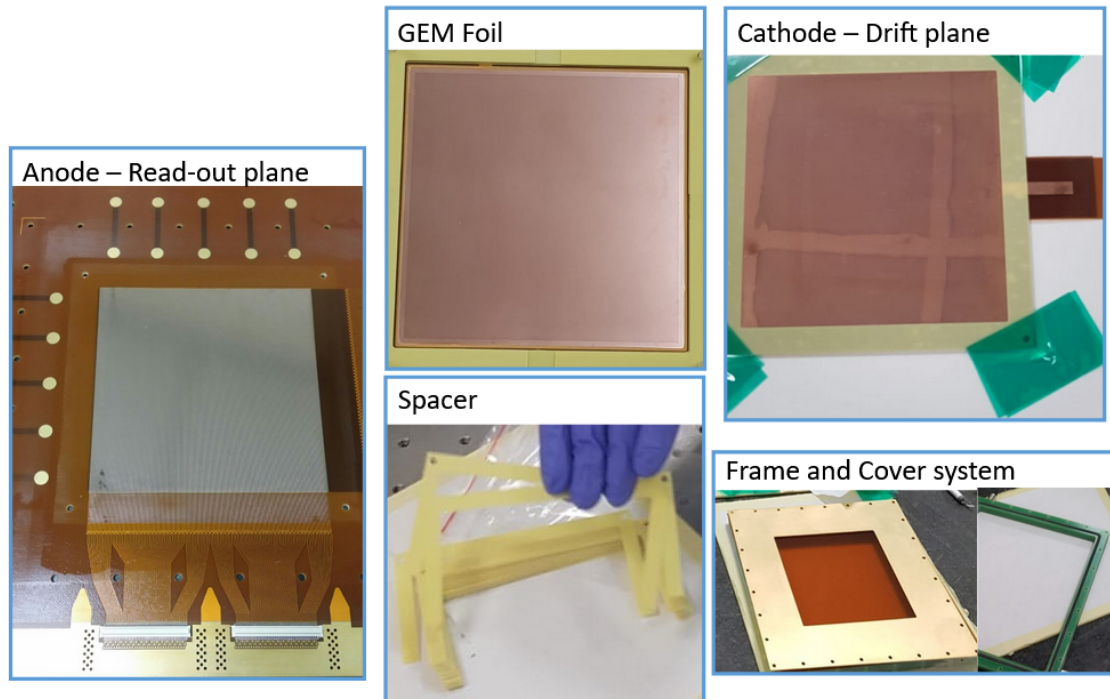 GEM Foil
Cathode – Drift plane
Anode – Read-out plane
Spacer
Frame and Cover system